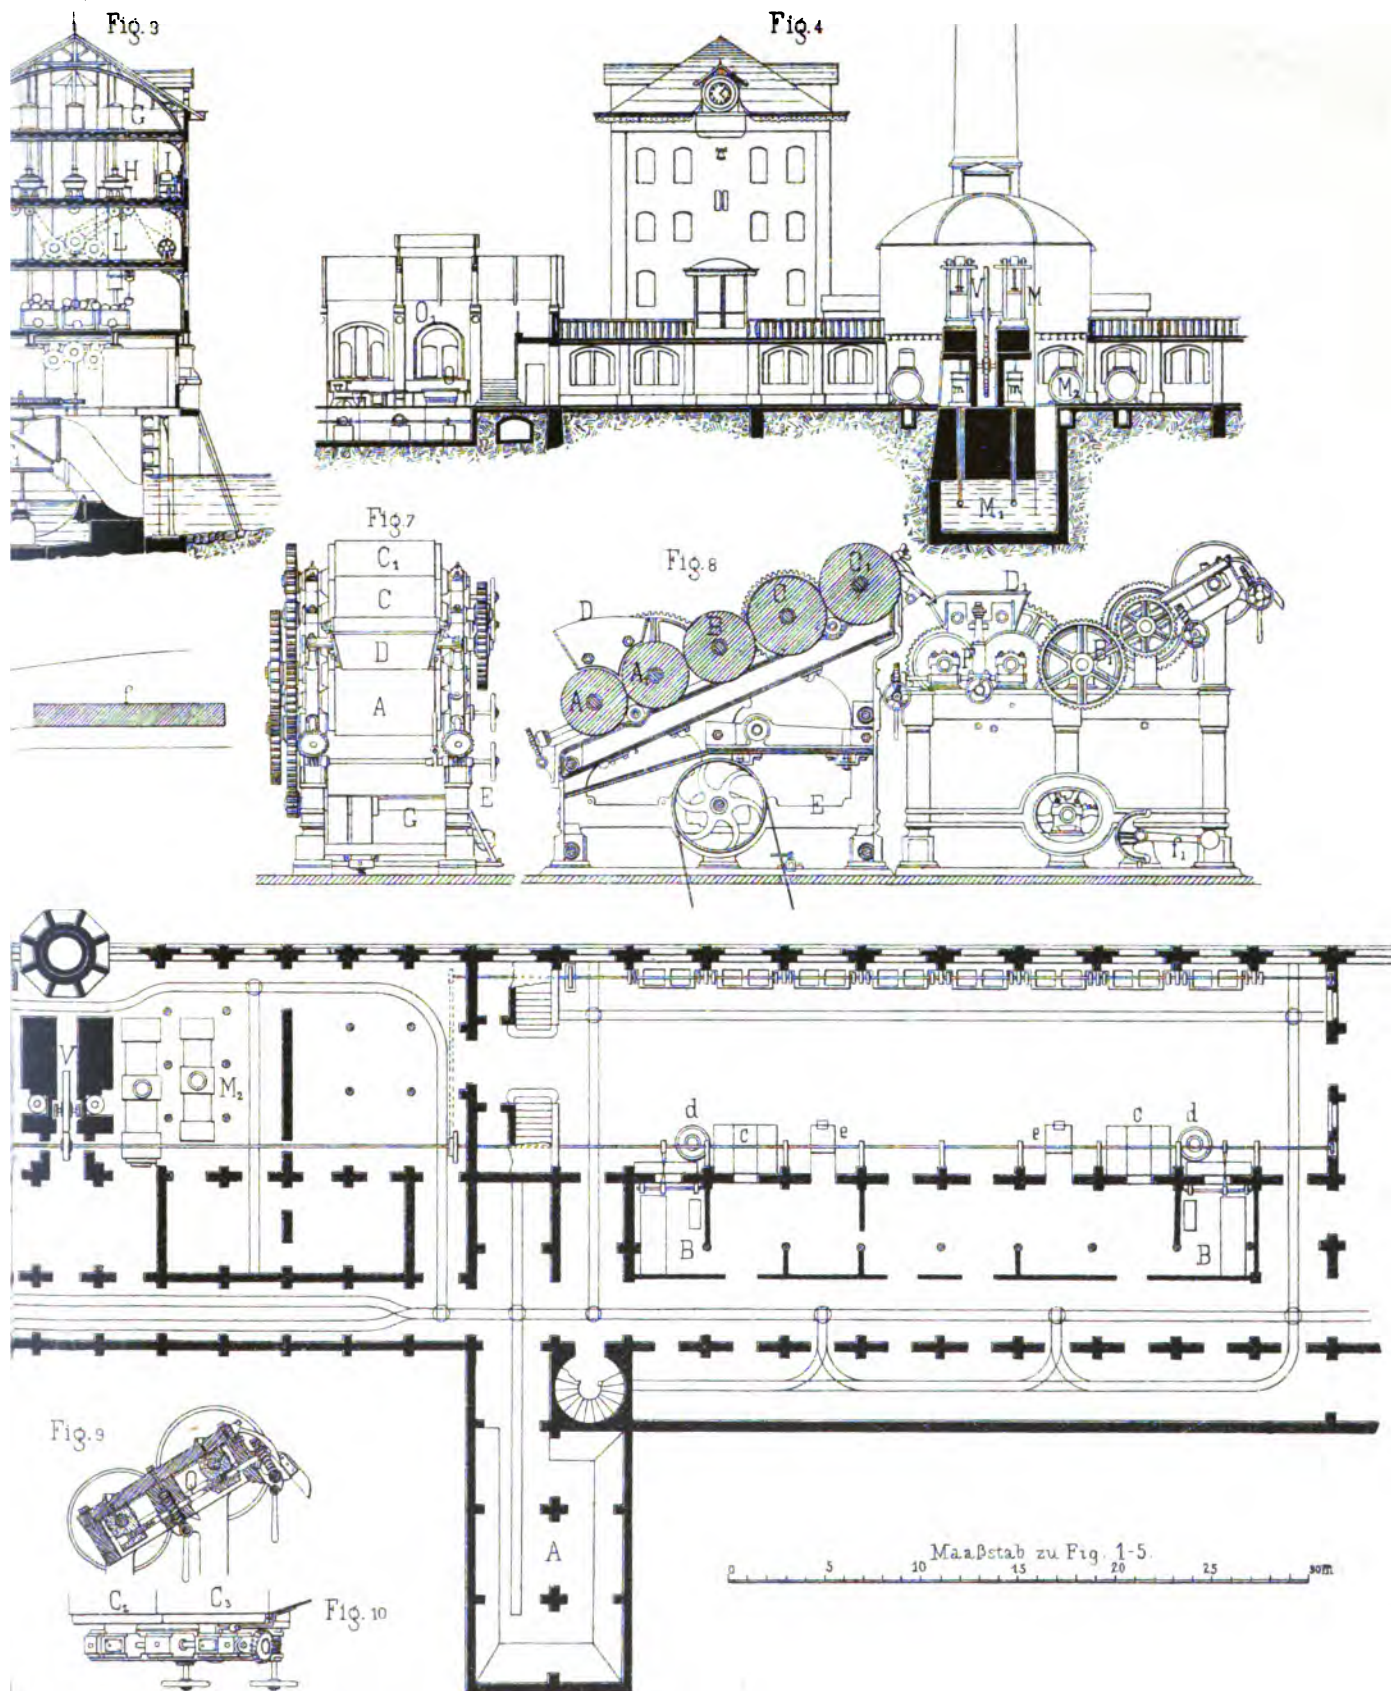 Fig. 3
Fig. 4
G
H I
L
O₁
O
V M
m m M₂
M₁
Fig. 7
C₁
C
D
A
E
G
f
Fig. 8
D
A A₁ B C C₁
D₁
E
F
f₁
V
M₂
d c e e c d
B B
A
Fig. 9
Q
C₂ C₃
Fig. 10
Maaßstab zu Fig. 1-5.
0 5 10 15 20 25 30m